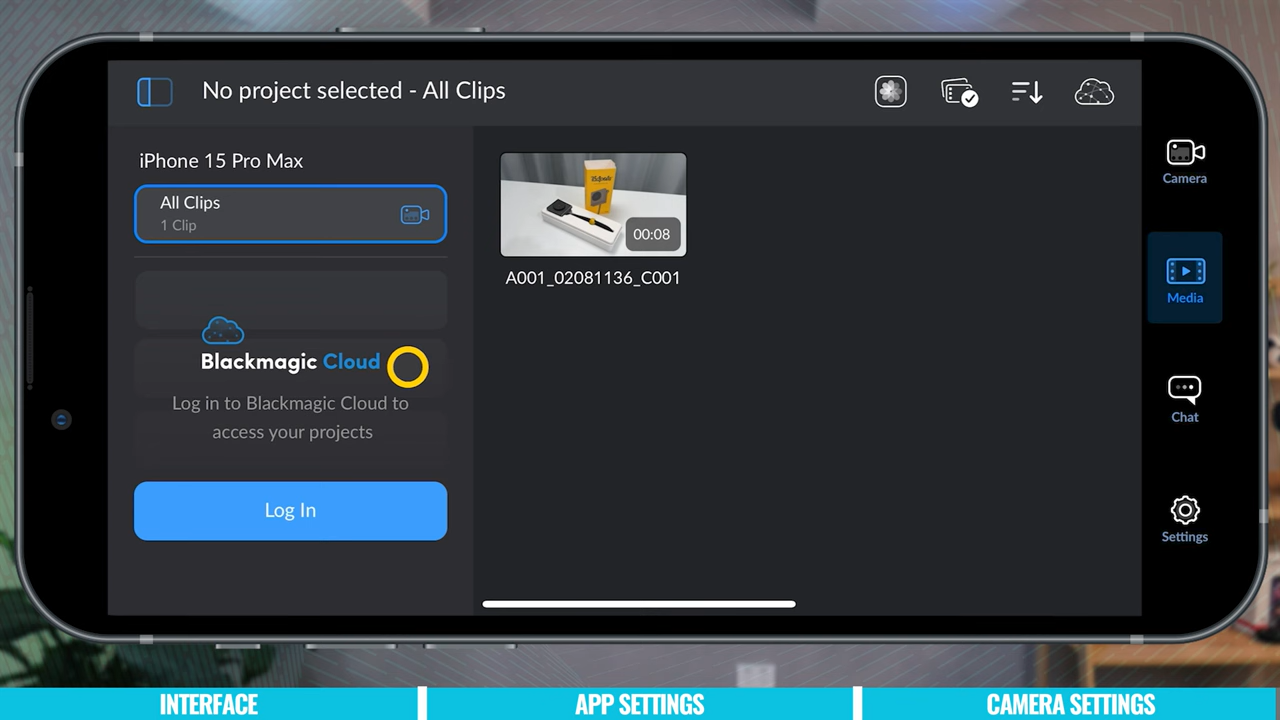 No project selected - All Clips
iPhone 15 Pro Max
All Clips
1 Clip
Blackmagic Cloud
Log in to Blackmagic Cloud to
access your projects
Log In
00:08
A001_02081136_C001
Camera
Media
Chat
Settings
INTERFACE
APP SETTINGS
CAMERA SETTINGS